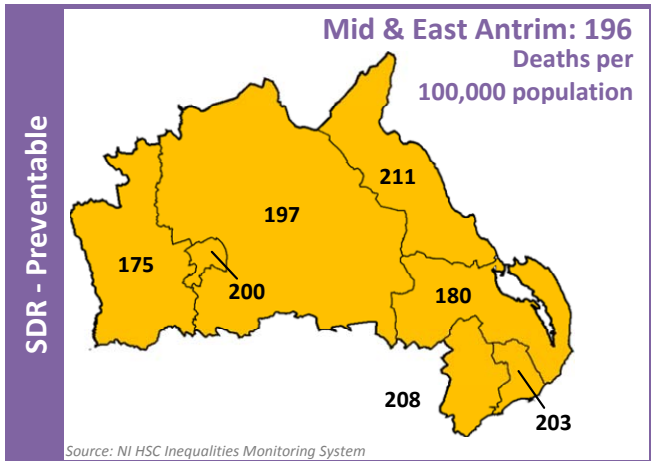 SDR - Preventable
Mid & East Antrim: 196
Deaths per
100,000 population
211
197
175
200
180
208
203
Source: NI HSC Inequalities Monitoring System